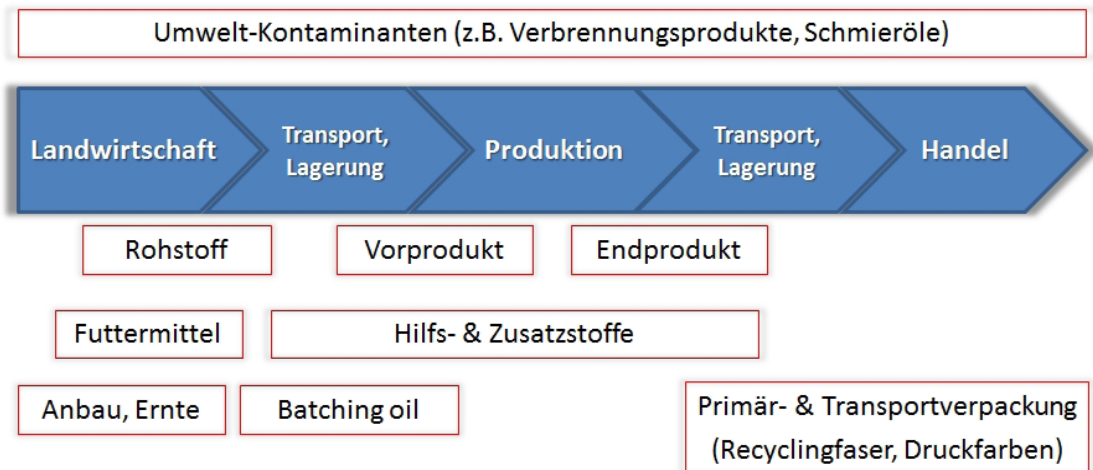 Umwelt-Kontaminanten (z.B. Verbrennungsprodukte, Schmieröle)
Landwirtschaft
Transport,
Lagerung
Produktion
Transport,
Lagerung
Handel
Rohstoff
Vorprodukt
Endprodukt
Futtermittel
Hilfs- & Zusatzstoffe
Anbau, Ernte
Batching oil
Primär- & Transportverpackung
(Recyclingfaser, Druckfarben)